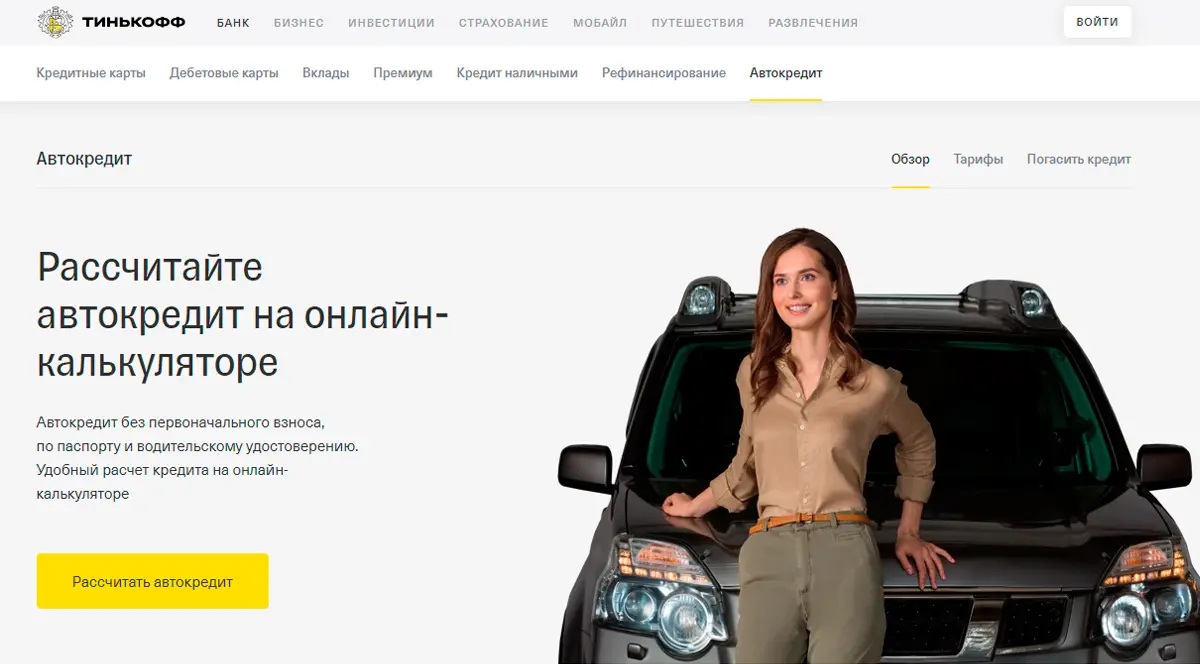 ТИНЬКОФФ БАНК БИЗНЕС ИНВЕСТИЦИИ СТРАХОВАНИЕ МОБАЙЛ ПУТЕШЕСТВИЯ РАЗВЛЕЧЕНИЯ ВОЙТИ
Кредитные карты Дебетовые карты Вклады Премиум Кредит наличными Рефинансирование Автокредит
Автокредит Обзор Тарифы Погасить кредит
Рассчитайте
автокредит на онлайн-
калькуляторе
Автокредит без первоначального взноса,
по паспорту и водительскому удостоверению.
Удобный расчет кредита на онлайн-
калькуляторе
Рассчитать автокредит